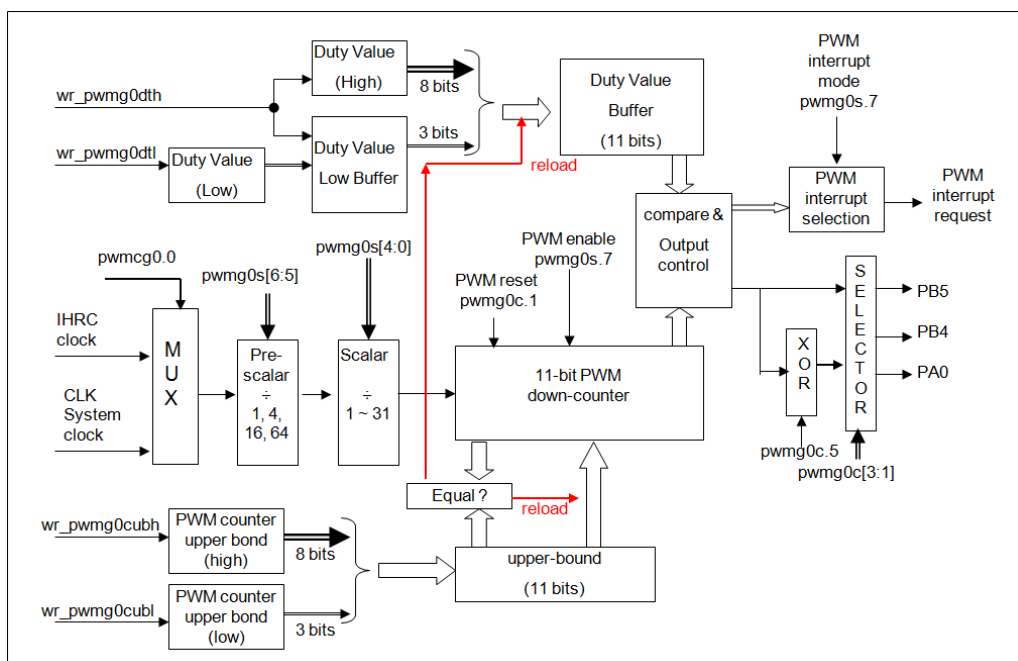 wr_pwmg0dth
Duty Value
(High)
8 bits
wr_pwmg0dtl
Duty Value
(Low)
Duty Value
Low Buffer
3 bits
reload
Duty Value
Buffer
(11 bits)
PWM
interrupt
mode
pwmg0s.7
PWM
interrupt
selection
PWM
interrupt
request
compare &
Output
control
pwmcg0.0
pwmg0s[6:5]
pwmg0s[4:0]
PWM reset
pwmg0c.1
PWM enable
pwmg0s.7
IHRC
clock
CLK
System
clock
M
U
X
Pre-
scalar
÷
1, 4,
16, 64
Scalar
÷
1 ~ 31
11-bit PWM
down-counter
X
O
R
pwmg0c.5
S
E
L
E
C
T
O
R
pwmg0c[3:1]
PB5
PB4
PA0
Equal ?
reload
wr_pwmg0cubh
PWM counter
upper bond
(high)
8 bits
wr_pwmg0cubl
PWM counter
upper bond
(low)
3 bits
upper-bound
(11 bits)